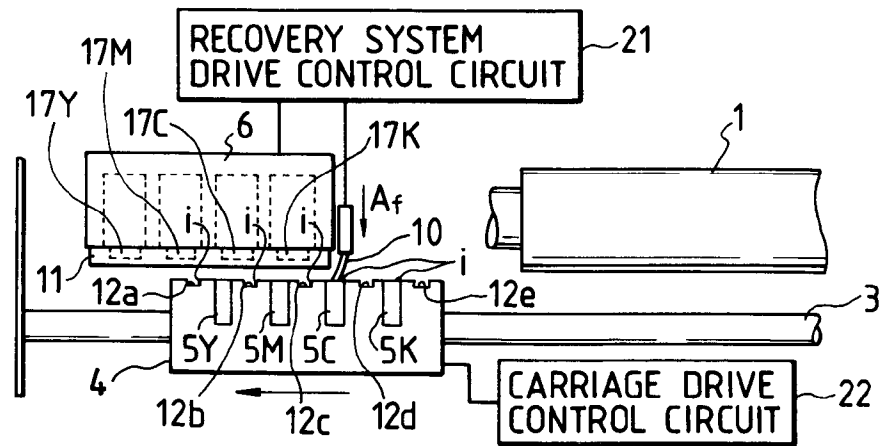 RECOVERY SYSTEM
DRIVE CONTROL CIRCUIT
21
17M
17Y
17C
6
17K
1
Af
i
i
i
10
i
11
12a
12e
3
5Y
5M
5C
5K
4
12b
12c
12d
CARRIAGE DRIVE
CONTROL CIRCUIT
22